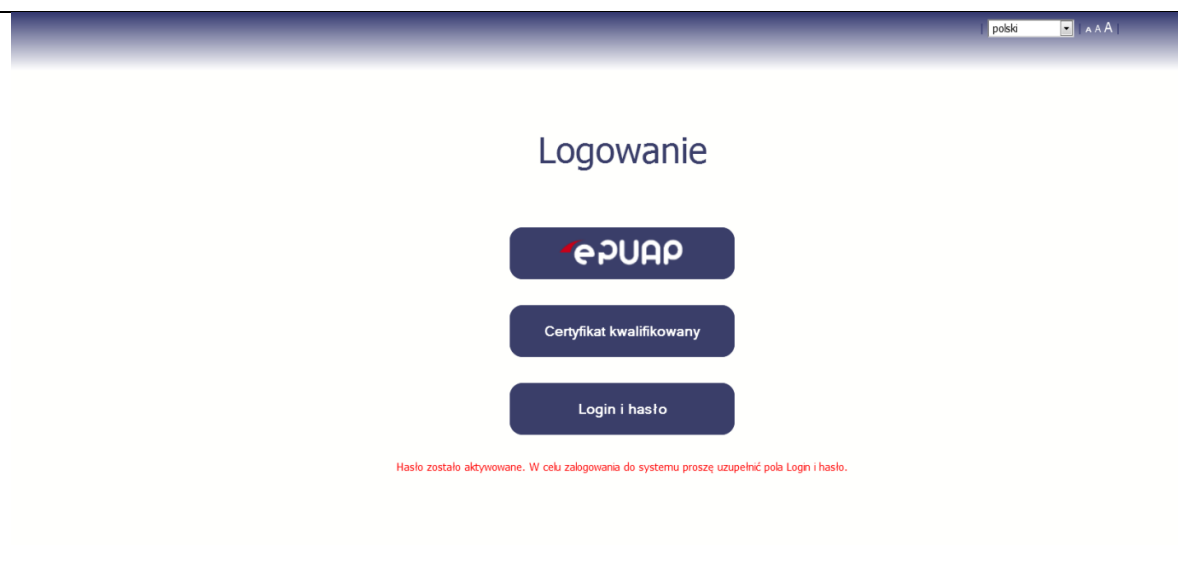 polski
A A A
Logowanie
ePUAP
Certyfikat kwalifikowany
Login i hasło
Hasło zostało aktywowane. W celu zalogowania do systemu proszę uzupełnić pola Login i hasło.